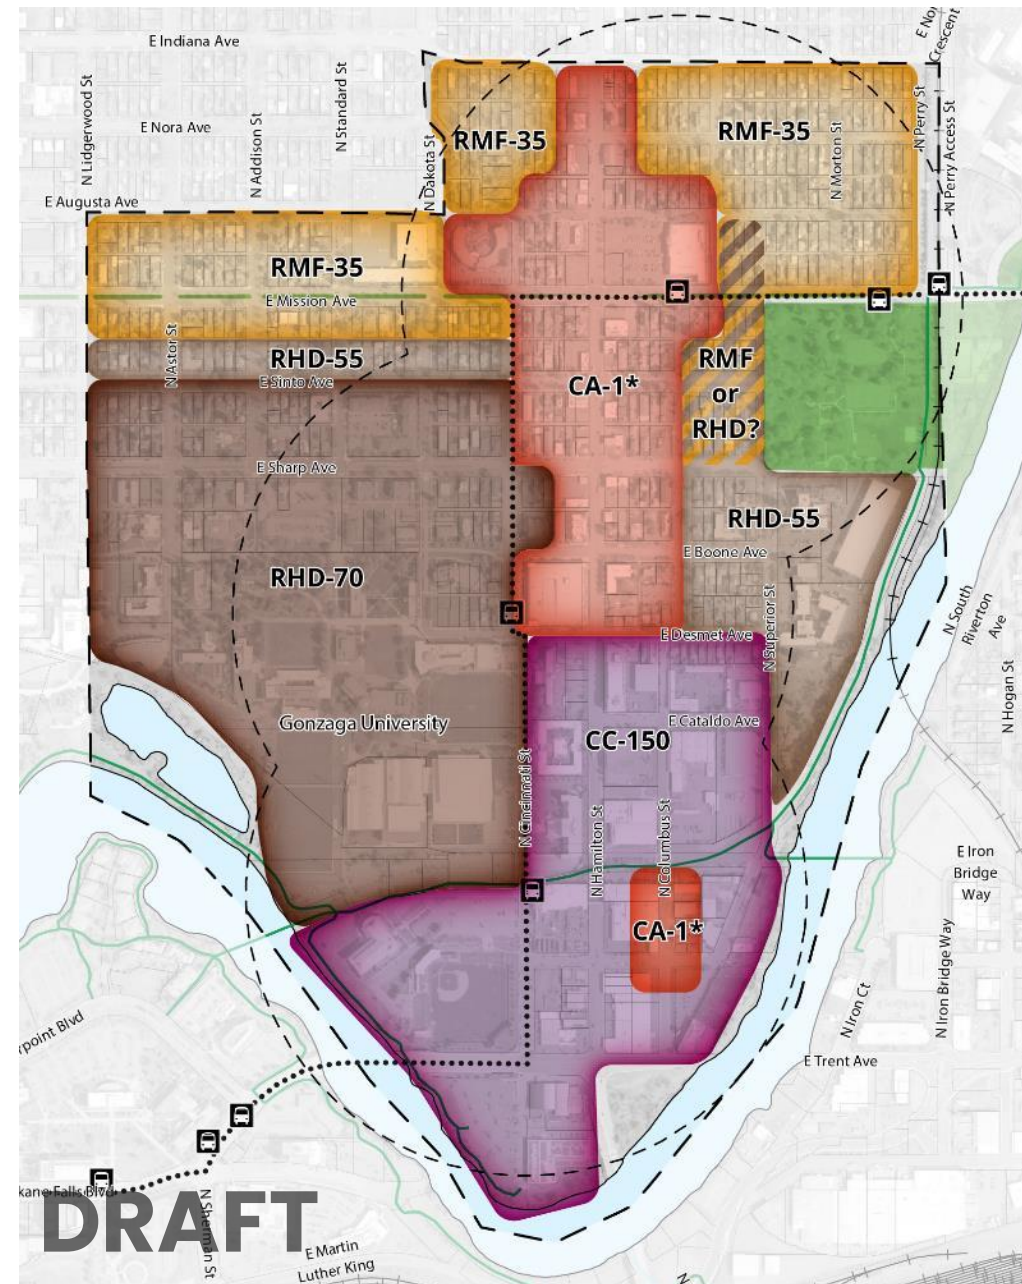 E Indiana Ave
Crescent
N Lidgerwood St
N Standard St
E Nora Ave
N Addison St
N Dakota St
RMF-35
RMF-35
N Morton St
N Perry St
N Perry Access St
E Augusta Ave
RMF-35
E Mission Ave
N Astor St
RHD-55
E Sinto Ave
CA-1*
RMF
or
RHD?
E Sharp Ave
RHD-55
E Boone Ave
RHD-70
N Superior St
E Desmet Ave
N South
Riverton
Ave
N Hogan St
Gonzaga University
E Cataldo Ave
CC-150
N Cincinnati St
N Hamilton St
N Columbus St
E Iron
Bridge
Way
CA-1*
N Iron Bridge Way
N Iron Ct
rpoint Blvd
E Trent Ave
kane Falls Blvd
N Sherman St
DRAFT
E Martin
Luther King
N